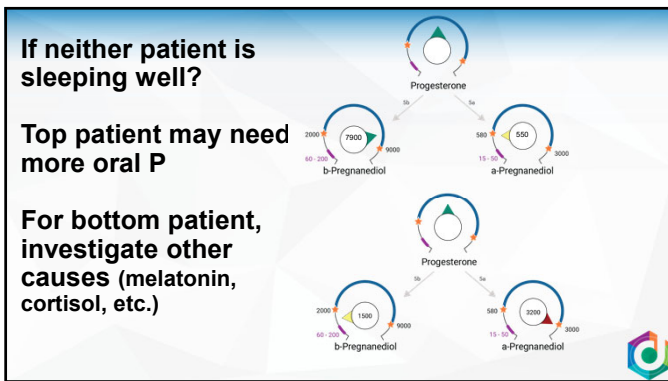 If neither patient is
sleeping well?
Top patient may need
more oral P
For bottom patient,
investigate other
causes (melatonin,
cortisol, etc.)
Progesterone
5b
5a
2000
7900
9000
60 - 200
b-Pregnanediol
580
550
3000
15 - 50
a-Pregnanediol
Progesterone
5b
5a
2000
1500
9000
60 - 200
b-Pregnanediol
580
3200
3000
15 - 50
a-Pregnanediol